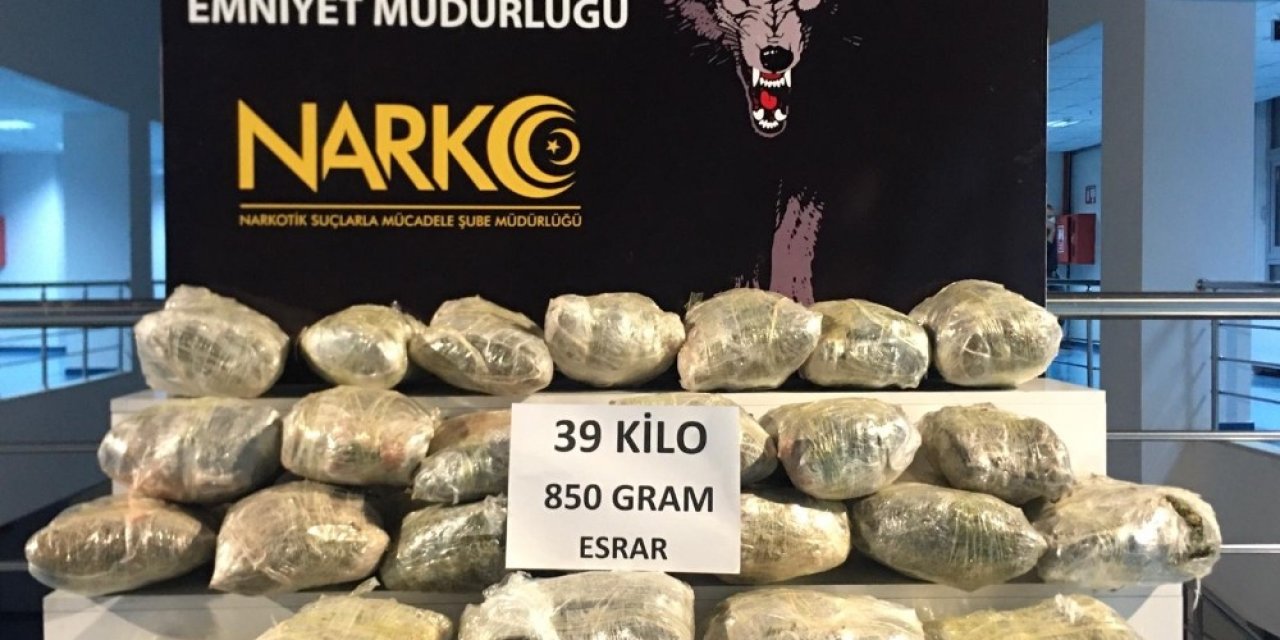 EMNİYET MÜDÜRLÜĞÜ
NARKO
NARKOTİK SUÇLARLA MÜCADELE ŞUBE MÜDÜRLÜĞÜ
39 KİLO
850 GRAM
ESRAR